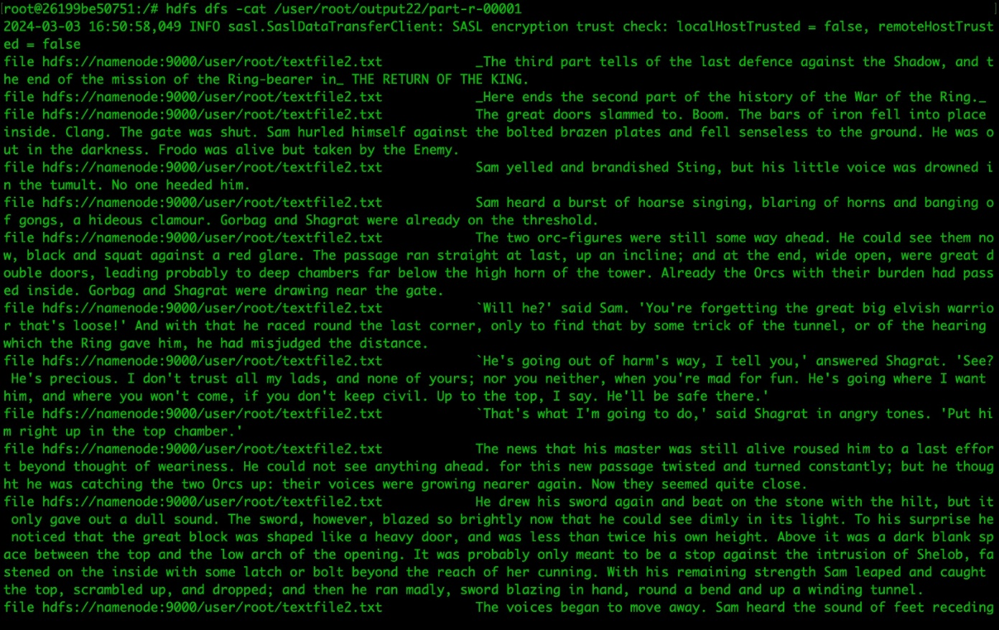 root@26199be50751:/# hdfs dfs -cat /user/root/output22/part-r-00001
2024-03-03 16:50:58,049 INFO sasl.SaslDataTransferClient: SASL encryption trust check: localHostTrusted = false, remoteHostTrust
ed = false
file hdfs://namenode:9000/user/root/textfile2.txt            _The third part tells of the last defence against the Shadow, and t
he end of the mission of the Ring-bearer in_ THE RETURN OF THE KING.
file hdfs://namenode:9000/user/root/textfile2.txt            _Here ends the second part of the history of the War of the Ring._
file hdfs://namenode:9000/user/root/textfile2.txt            The great doors slammed to. Boom. The bars of iron fell into place
inside. Clang. The gate was shut. Sam hurled himself against the bolted brazen plates and fell senseless to the ground. He was o
ut in the darkness. Frodo was alive but taken by the Enemy.
file hdfs://namenode:9000/user/root/textfile2.txt            Sam yelled and brandished Sting, but his little voice was drowned i
n the tumult. No one heeded him.
file hdfs://namenode:9000/user/root/textfile2.txt            Sam heard a burst of hoarse singing, blaring of horns and banging o
f gongs, a hideous clamour. Gorbag and Shagrat were already on the threshold.
file hdfs://namenode:9000/user/root/textfile2.txt            The two orc-figures were still some way ahead. He could see them no
w, black and squat against a red glare. The passage ran straight at last, up an incline; and at the end, wide open, were great d
ouble doors, leading probably to deep chambers far below the high horn of the tower. Already the Orcs with their burden had pass
ed inside. Gorbag and Shagrat were drawing near the gate.
file hdfs://namenode:9000/user/root/textfile2.txt            `Will he?' said Sam. 'You're forgetting the great big elvish warrio
r that's loose!' And with that he raced round the last corner, only to find that by some trick of the tunnel, or of the hearing
which the Ring gave him, he had misjudged the distance.
file hdfs://namenode:9000/user/root/textfile2.txt            `He's going out of harm's way, I tell you,' answered Shagrat. 'See?
 He's precious. I don't trust all my lads, and none of yours; nor you neither, when you're mad for fun. He's going where I want
him, and where you won't come, if you don't keep civil. Up to the top, I say. He'll be safe there.'
file hdfs://namenode:9000/user/root/textfile2.txt            `That's what I'm going to do,' said Shagrat in angry tones. 'Put hi
m right up in the top chamber.'
file hdfs://namenode:9000/user/root/textfile2.txt            The news that his master was still alive roused him to a last effor
t beyond thought of weariness. He could not see anything ahead. for this new passage twisted and turned constantly; but he thoug
ht he was catching the two Orcs up: their voices were growing nearer again. Now they seemed quite close.
file hdfs://namenode:9000/user/root/textfile2.txt            He drew his sword again and beat on the stone with the hilt, but it
 only gave out a dull sound. The sword, however, blazed so brightly now that he could see dimly in its light. To his surprise he
 noticed that the great block was shaped like a heavy door, and was less than twice his own height. Above it was a dark blank sp
ace between the top and the low arch of the opening. It was probably only meant to be a stop against the intrusion of Shelob, fa
stened on the inside with some latch or bolt beyond the reach of her cunning. With his remaining strength Sam leaped and caught
the top, scrambled up, and dropped; and then he ran madly, sword blazing in hand, round a bend and up a winding tunnel.
file hdfs://namenode:9000/user/root/textfile2.txt            The voices began to move away. Sam heard the sound of feet receding